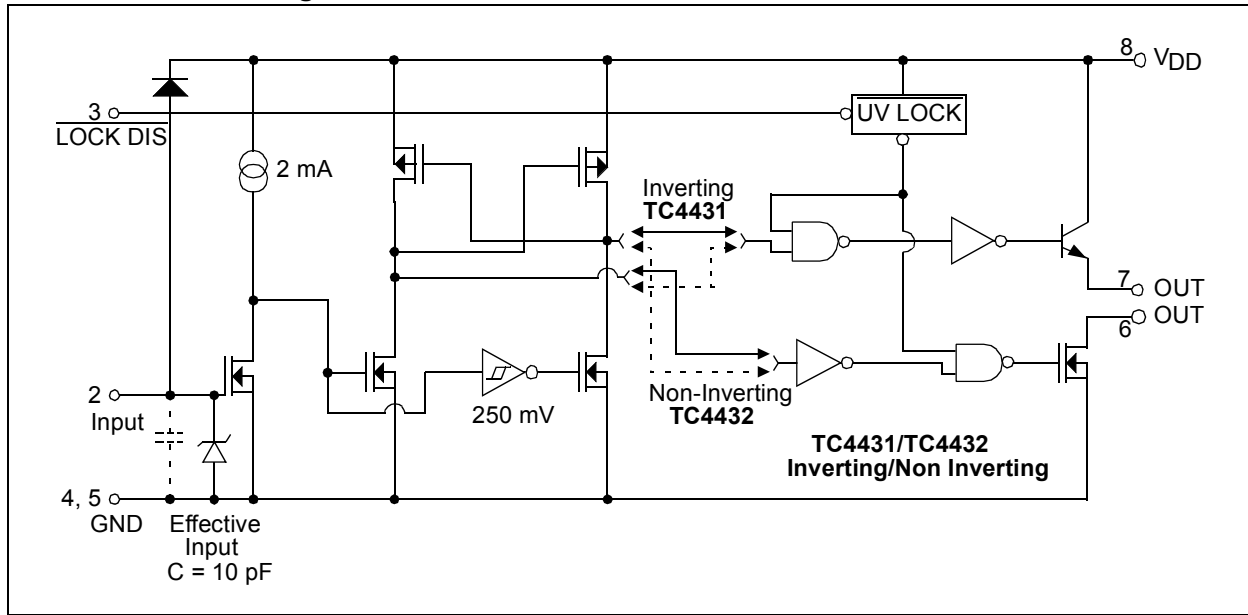 8
VDD
3
LOCK DIS
UV LOCK
2 mA
Inverting
TC4431
7
OUT
OUT
6
2
Input
250 mV
Non-Inverting
TC4432
TC4431/TC4432
Inverting/Non Inverting
4, 5
GND
Effective
Input
C = 10 pF